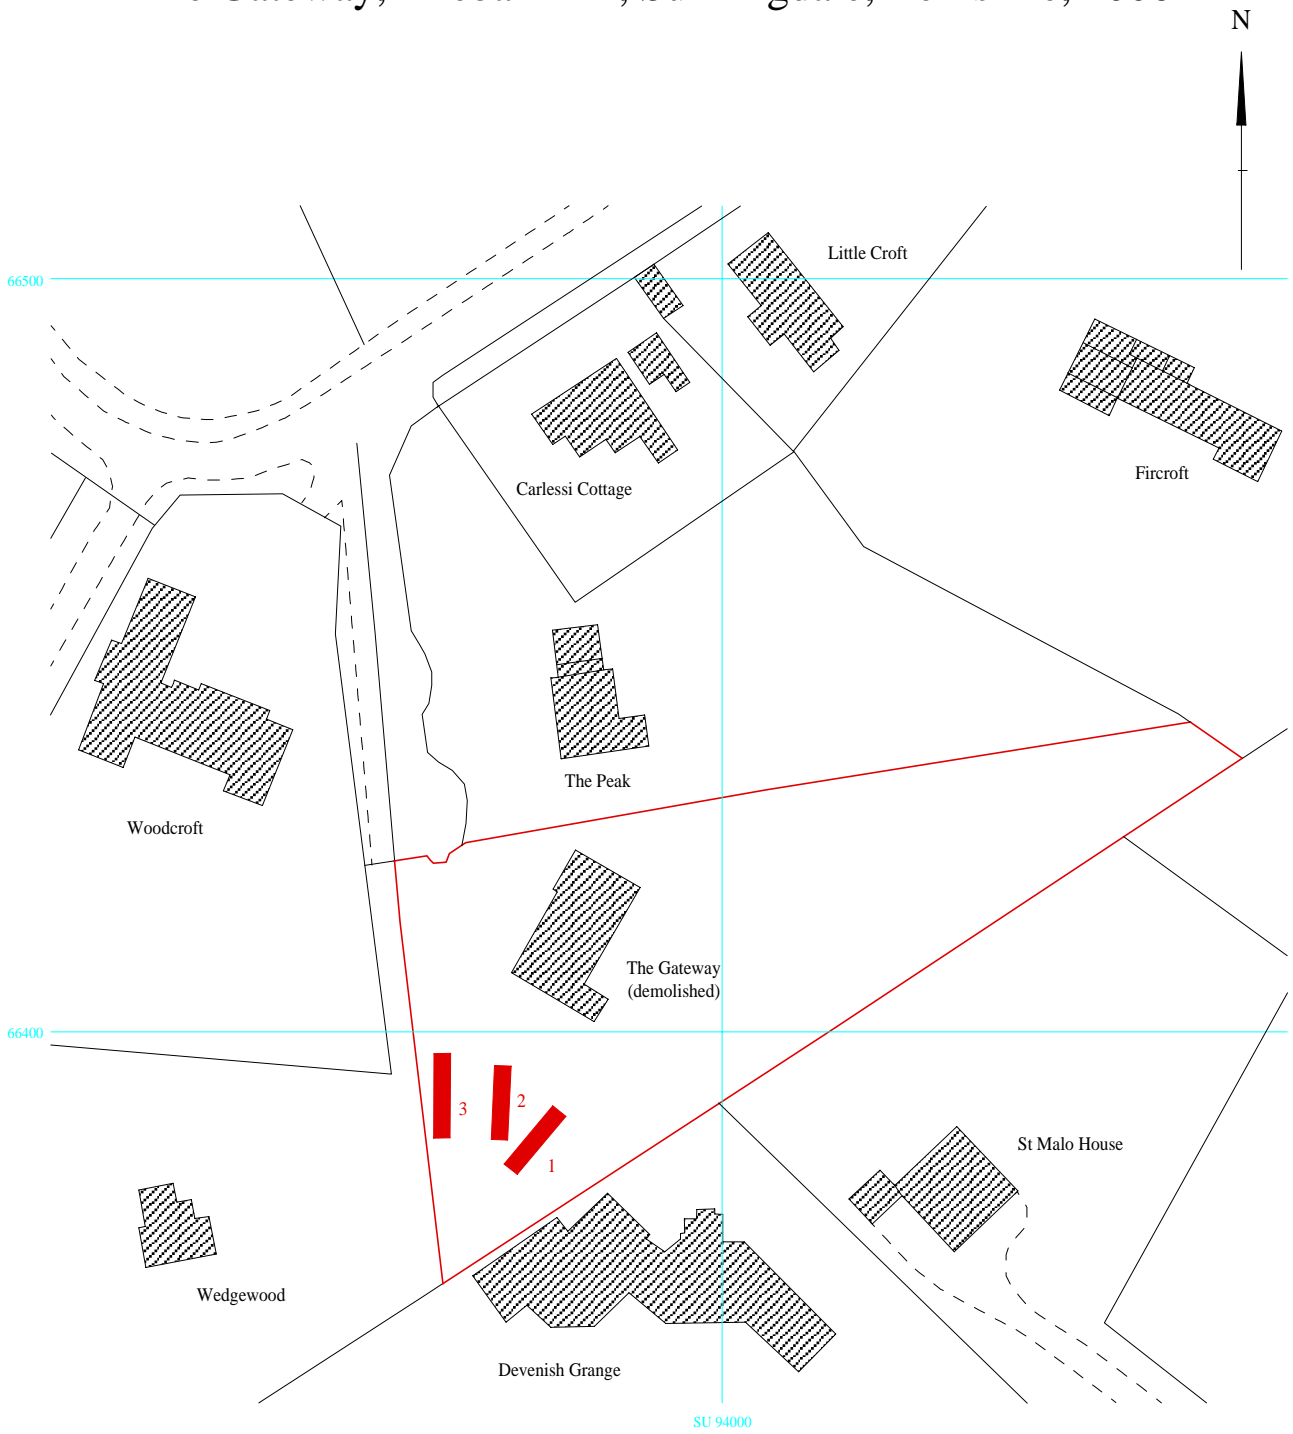 Gateway,
N
Little Croft
66500
Fircroft
Carlessi Cottage
The Peak
Woodcroft
The Gateway
(demolished)
66400
3
2
1
St Malo House
Wedgewood
Devenish Grange
SU 94000